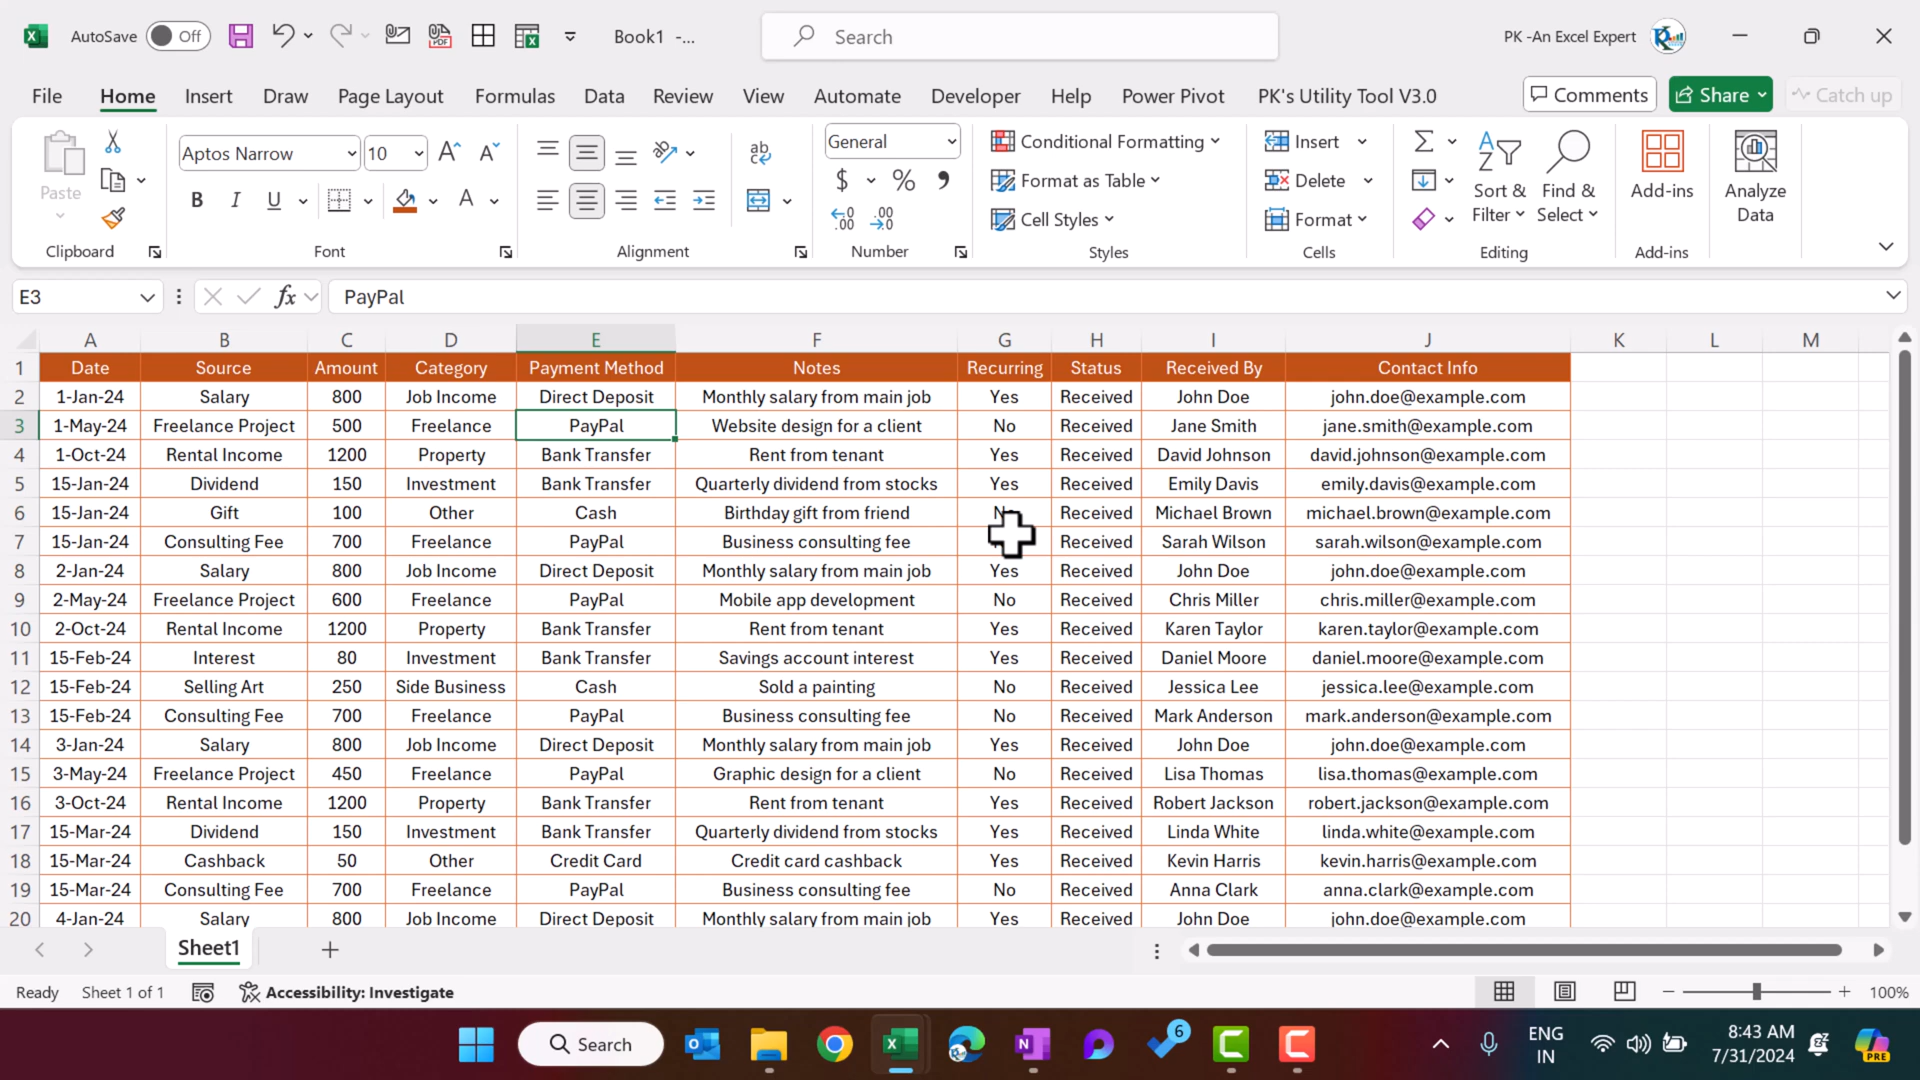 AutoSave Off Book1 -... Search PK -An Excel Expert
File Home Insert Draw Page Layout Formulas Data Review View Automate Developer Help Power Pivot PK's Utility Tool V3.0 Comments Share Catch up
Paste
Aptos Narrow 10
B I U A
ab
General
$ % ,
Conditional Formatting
Format as Table
Cell Styles
Insert
Delete
Format
Sort &
Filter
Find &
Select
Add-ins
Analyze
Data
Clipboard Font Alignment Number Styles Cells Editing Add-ins
E3 fx PayPal
A B C D E F G H I J K L M
1 Date Source Amount Category Payment Method Notes Recurring Status Received By Contact Info
2 1-Jan-24 Salary 800 Job Income Direct Deposit Monthly salary from main job Yes Received John Doe john.doe@example.com
3 1-May-24 Freelance Project 500 Freelance PayPal Website design for a client No Received Jane Smith jane.smith@example.com
4 1-Oct-24 Rental Income 1200 Property Bank Transfer Rent from tenant Yes Received David Johnson david.johnson@example.com
5 15-Jan-24 Dividend 150 Investment Bank Transfer Quarterly dividend from stocks Yes Received Emily Davis emily.davis@example.com
6 15-Jan-24 Gift 100 Other Cash Birthday gift from friend No Received Michael Brown michael.brown@example.com
7 15-Jan-24 Consulting Fee 700 Freelance PayPal Business consulting fee Received Sarah Wilson sarah.wilson@example.com
8 2-Jan-24 Salary 800 Job Income Direct Deposit Monthly salary from main job Yes Received John Doe john.doe@example.com
9 2-May-24 Freelance Project 600 Freelance PayPal Mobile app development No Received Chris Miller chris.miller@example.com
10 2-Oct-24 Rental Income 1200 Property Bank Transfer Rent from tenant Yes Received Karen Taylor karen.taylor@example.com
11 15-Feb-24 Interest 80 Investment Bank Transfer Savings account interest Yes Received Daniel Moore daniel.moore@example.com
12 15-Feb-24 Selling Art 250 Side Business Cash Sold a painting No Received Jessica Lee jessica.lee@example.com
13 15-Feb-24 Consulting Fee 700 Freelance PayPal Business consulting fee No Received Mark Anderson mark.anderson@example.com
14 3-Jan-24 Salary 800 Job Income Direct Deposit Monthly salary from main job Yes Received John Doe john.doe@example.com
15 3-May-24 Freelance Project 450 Freelance PayPal Graphic design for a client No Received Lisa Thomas lisa.thomas@example.com
16 3-Oct-24 Rental Income 1200 Property Bank Transfer Rent from tenant Yes Received Robert Jackson robert.jackson@example.com
17 15-Mar-24 Dividend 150 Investment Bank Transfer Quarterly dividend from stocks Yes Received Linda White linda.white@example.com
18 15-Mar-24 Cashback 50 Other Credit Card Credit card cashback Yes Received Kevin Harris kevin.harris@example.com
19 15-Mar-24 Consulting Fee 700 Freelance PayPal Business consulting fee No Received Anna Clark anna.clark@example.com
20 4-Jan-24 Salary 800 Job Income Direct Deposit Monthly salary from main job Yes Received John Doe john.doe@example.com
Sheet1
Ready Sheet 1 of 1 Accessibility: Investigate 100%
Search 6 ENG
IN
8:43 AM
7/31/2024
PRE